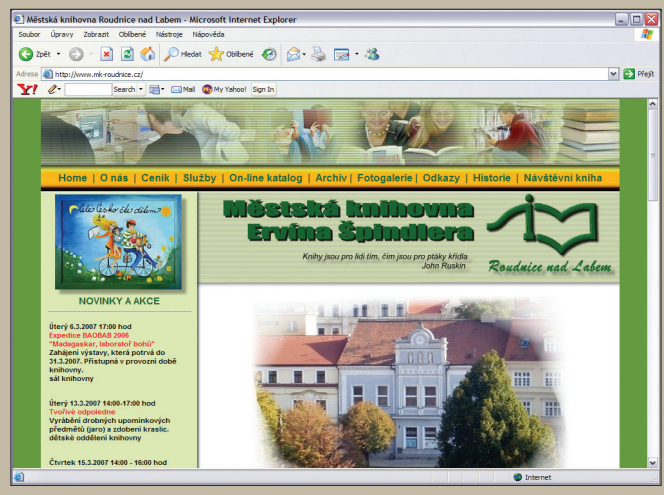 Městská knihovna Roudnice nad Labem - Microsoft Internet Explorer
Soubor Úpravy Zobrazit Oblíbené Nástroje Nápověda
Zpět Hledat Oblíbené
Adresa http://www.mk-roudnice.cz/ Přejít
Y! Search Mail My Yahoo! Sign In
Home | O nás | Ceník | Služby | On-line katalog | Archiv | Fotogalerie | Odkazy | Historie | Návštěvní kniha
Celé Česko čte dětem
Městská knihovna
Ervína Špindlera
Knihy jsou pro lidi tím, čím jsou pro ptáky křídla
John Ruskin
Roudnice nad Labem
NOVINKY A AKCE
Úterý 6.3.2007 17:00 hod
Expedice BAOBAB 2006
"Madagaskar, laboratoř bohů"
Zahájení výstavy, která potrvá do
31.3.2007. Přístupná v provozní době
knihovny.
sál knihovny
Úterý 13.3.2007 14:00-17:00 hod
Tvořivé odpoledne
Vyrábění drobných upomínkových
předmětů (jaro) a zdobení kraslic.
dětské oddělení knihovny
Čtvrtek 15.3.2007 14:00 - 16:00 hod
Internet